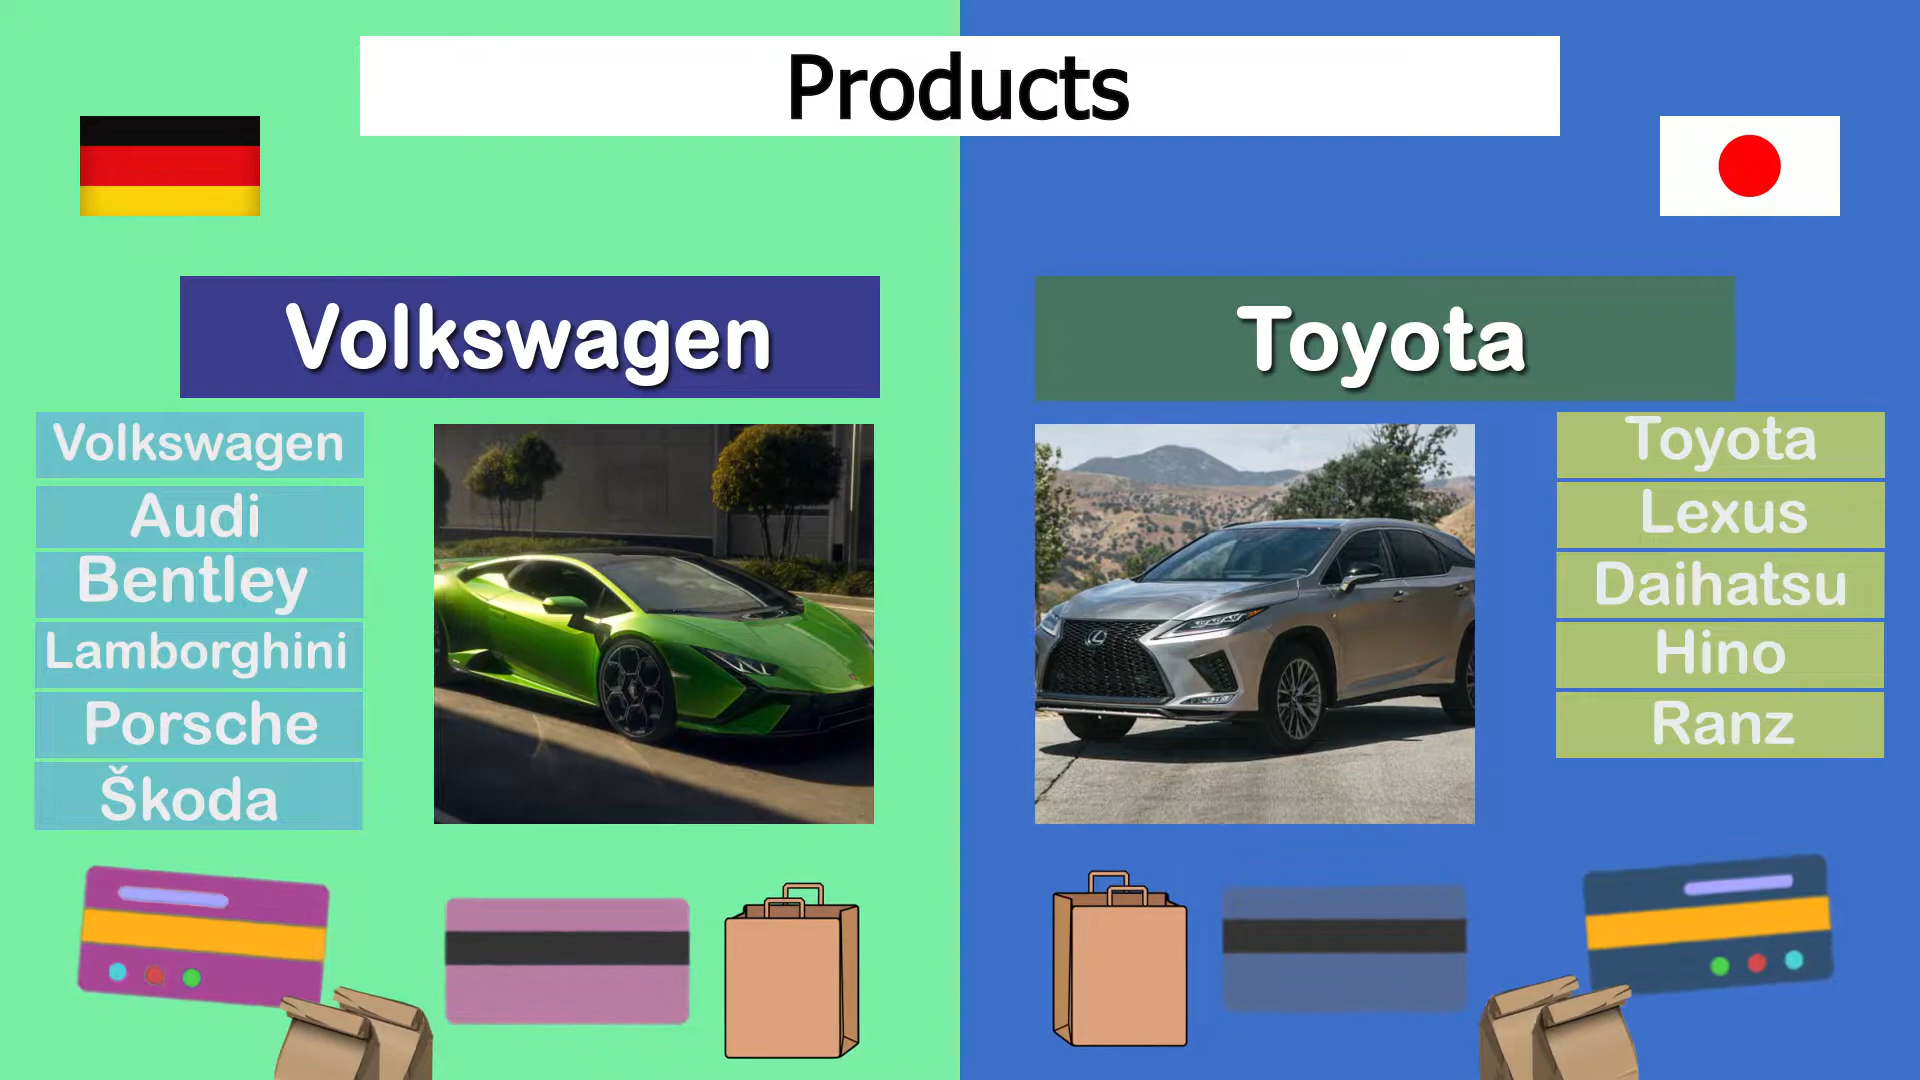 Products
Volkswagen
Toyota
Volkswagen
Audi
Bentley
Lamborghini
Porsche
Škoda
Toyota
Lexus
Daihatsu
Hino
Ranz